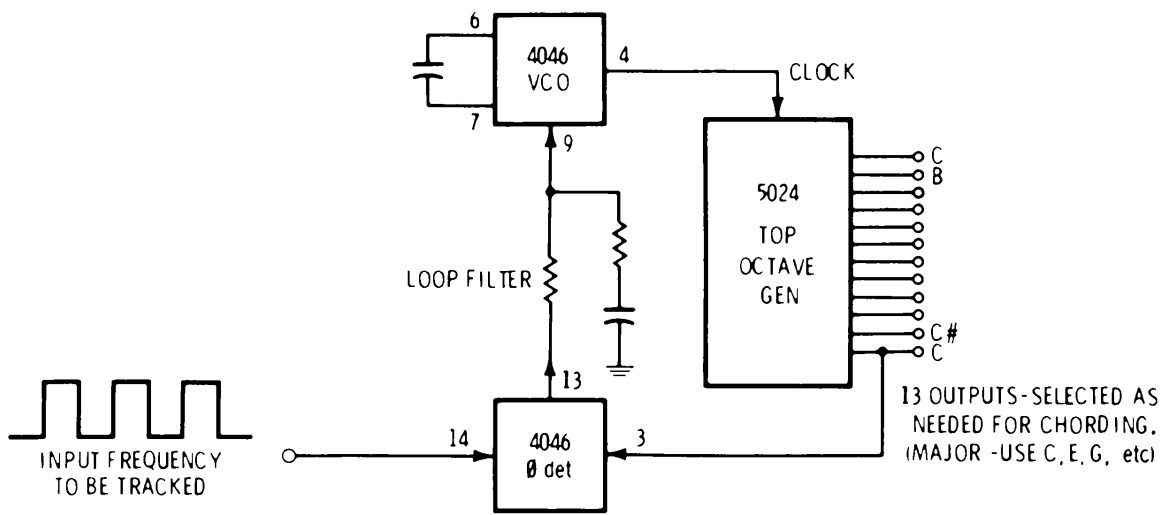 6
4046
VCO
4
CLOCK
7
9
C
B
5024
TOP
OCTAVE
GEN
LOOP FILTER
C#
C
13
13 OUTPUTS-SELECTED AS
NEEDED FOR CHORDING.
(MAJOR-USE C, E, G, etc)
14
4046
Ø det
3
INPUT FREQUENCY
TO BE TRACKED